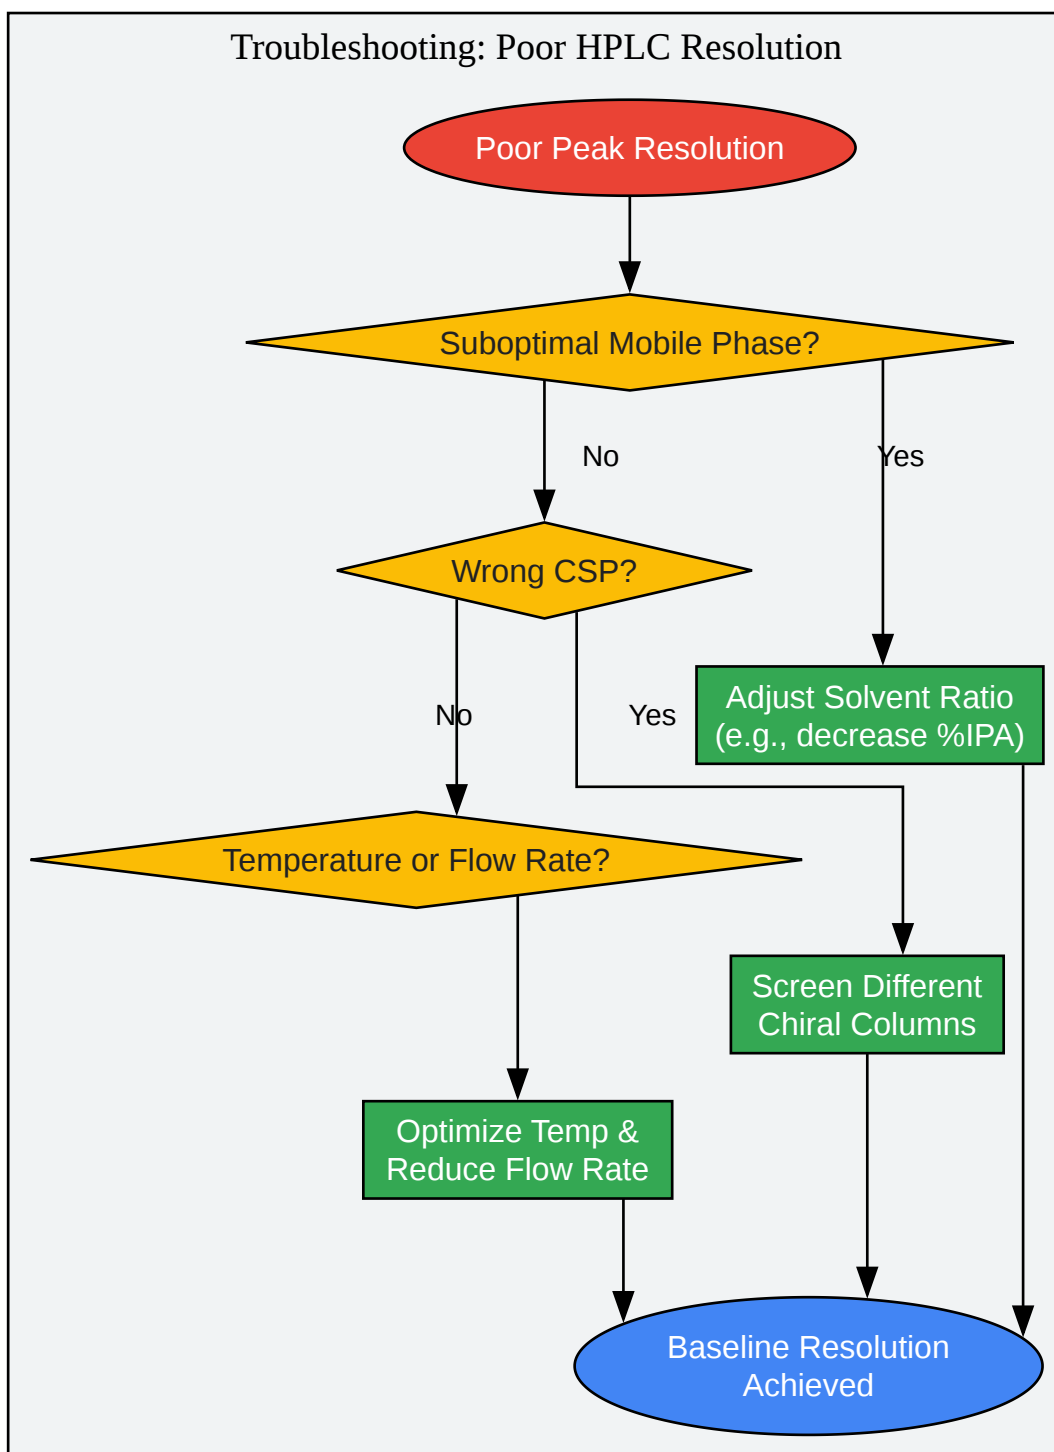 Troubleshooting: Poor HPLC Resolution
Poor Peak Resolution
Suboptimal Mobile Phase?
No
Yes
Wrong CSP?
Adjust Solvent Ratio
(e.g., decrease %IPA)
No
Yes
Temperature or Flow Rate?
Screen Different
Chiral Columns
Optimize Temp &
Reduce Flow Rate
Baseline Resolution
Achieved